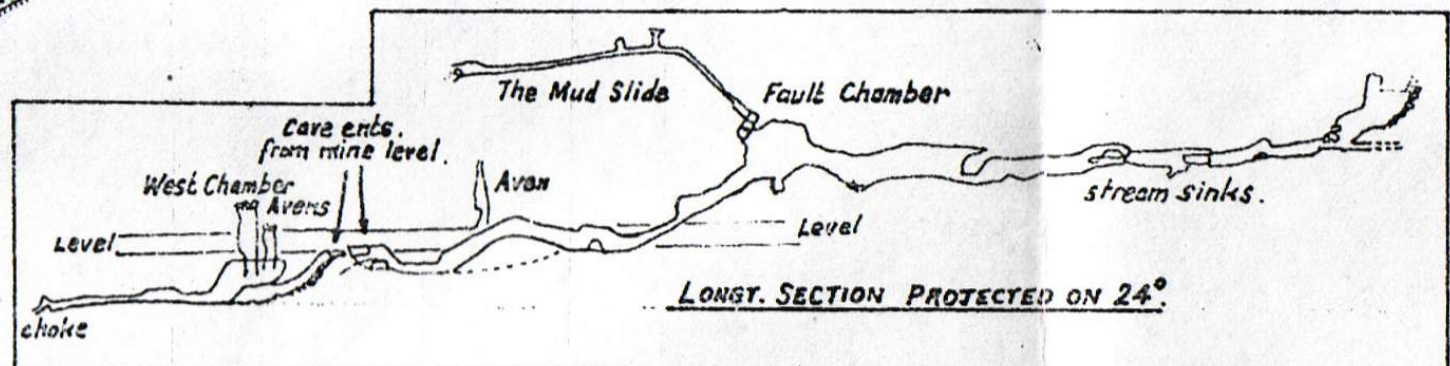 The Mud Slide
Fault Chamber
Cave ents.
from mine level.
West Chamber
Avens
Aven
stream sinks.
Level
Level
LONGT. SECTION PROJECTED ON 24°.
choke